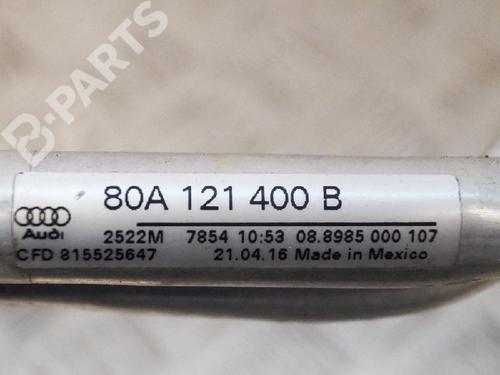 B-PARTS
80A 121 400 B
Audi 2522M 7854 10:53 08.8985 000 107
CFD 815525647 21.04.16 Made in Mexico